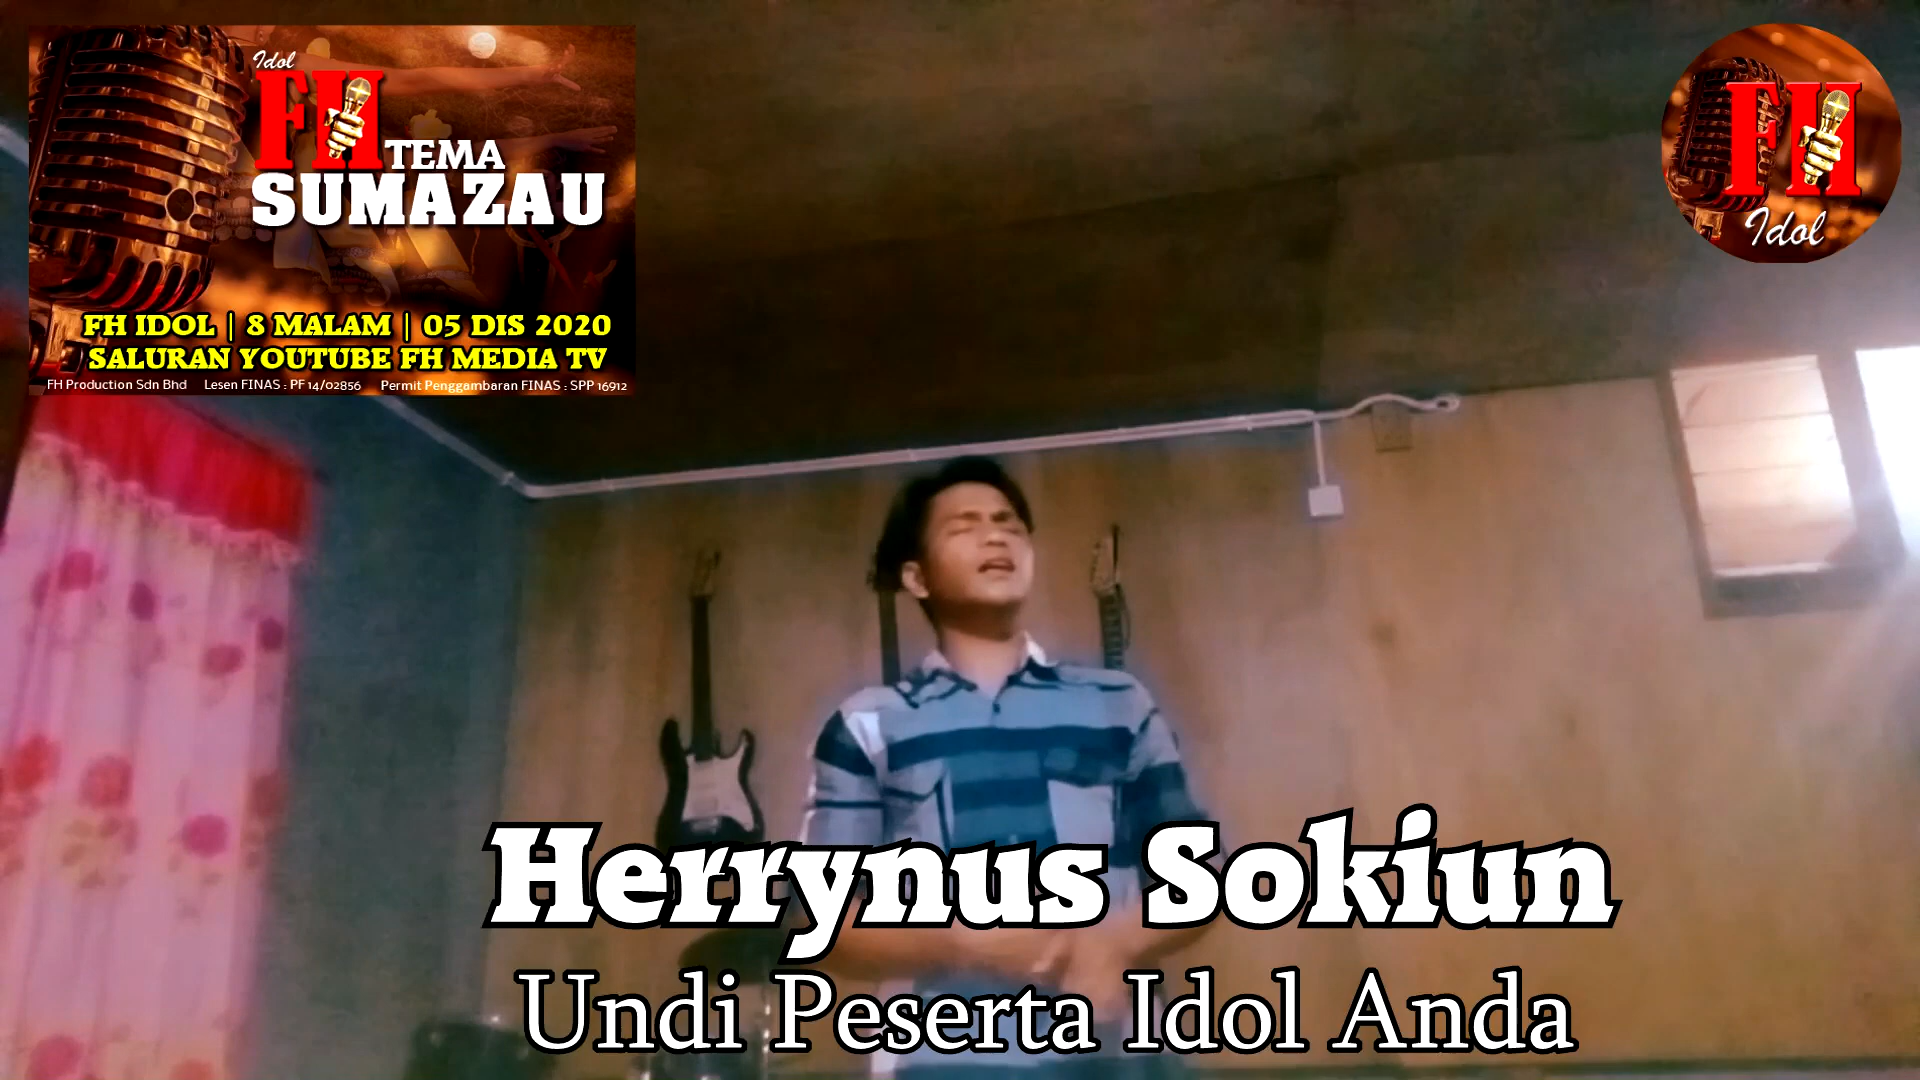 Idol
FH
TEMA
SUMAZAU
FH IDOL | 8 MALAM | 05 DIS 2020
SALURAN YOUTUBE FH MEDIA TV
FH Production Sdn Bhd Lesen FINAS : PF 14/02856 Permit Penggambaran FINAS : SPP 16912
FH
Idol
Herrynus Sokiun
Undi Peserta Idol Anda